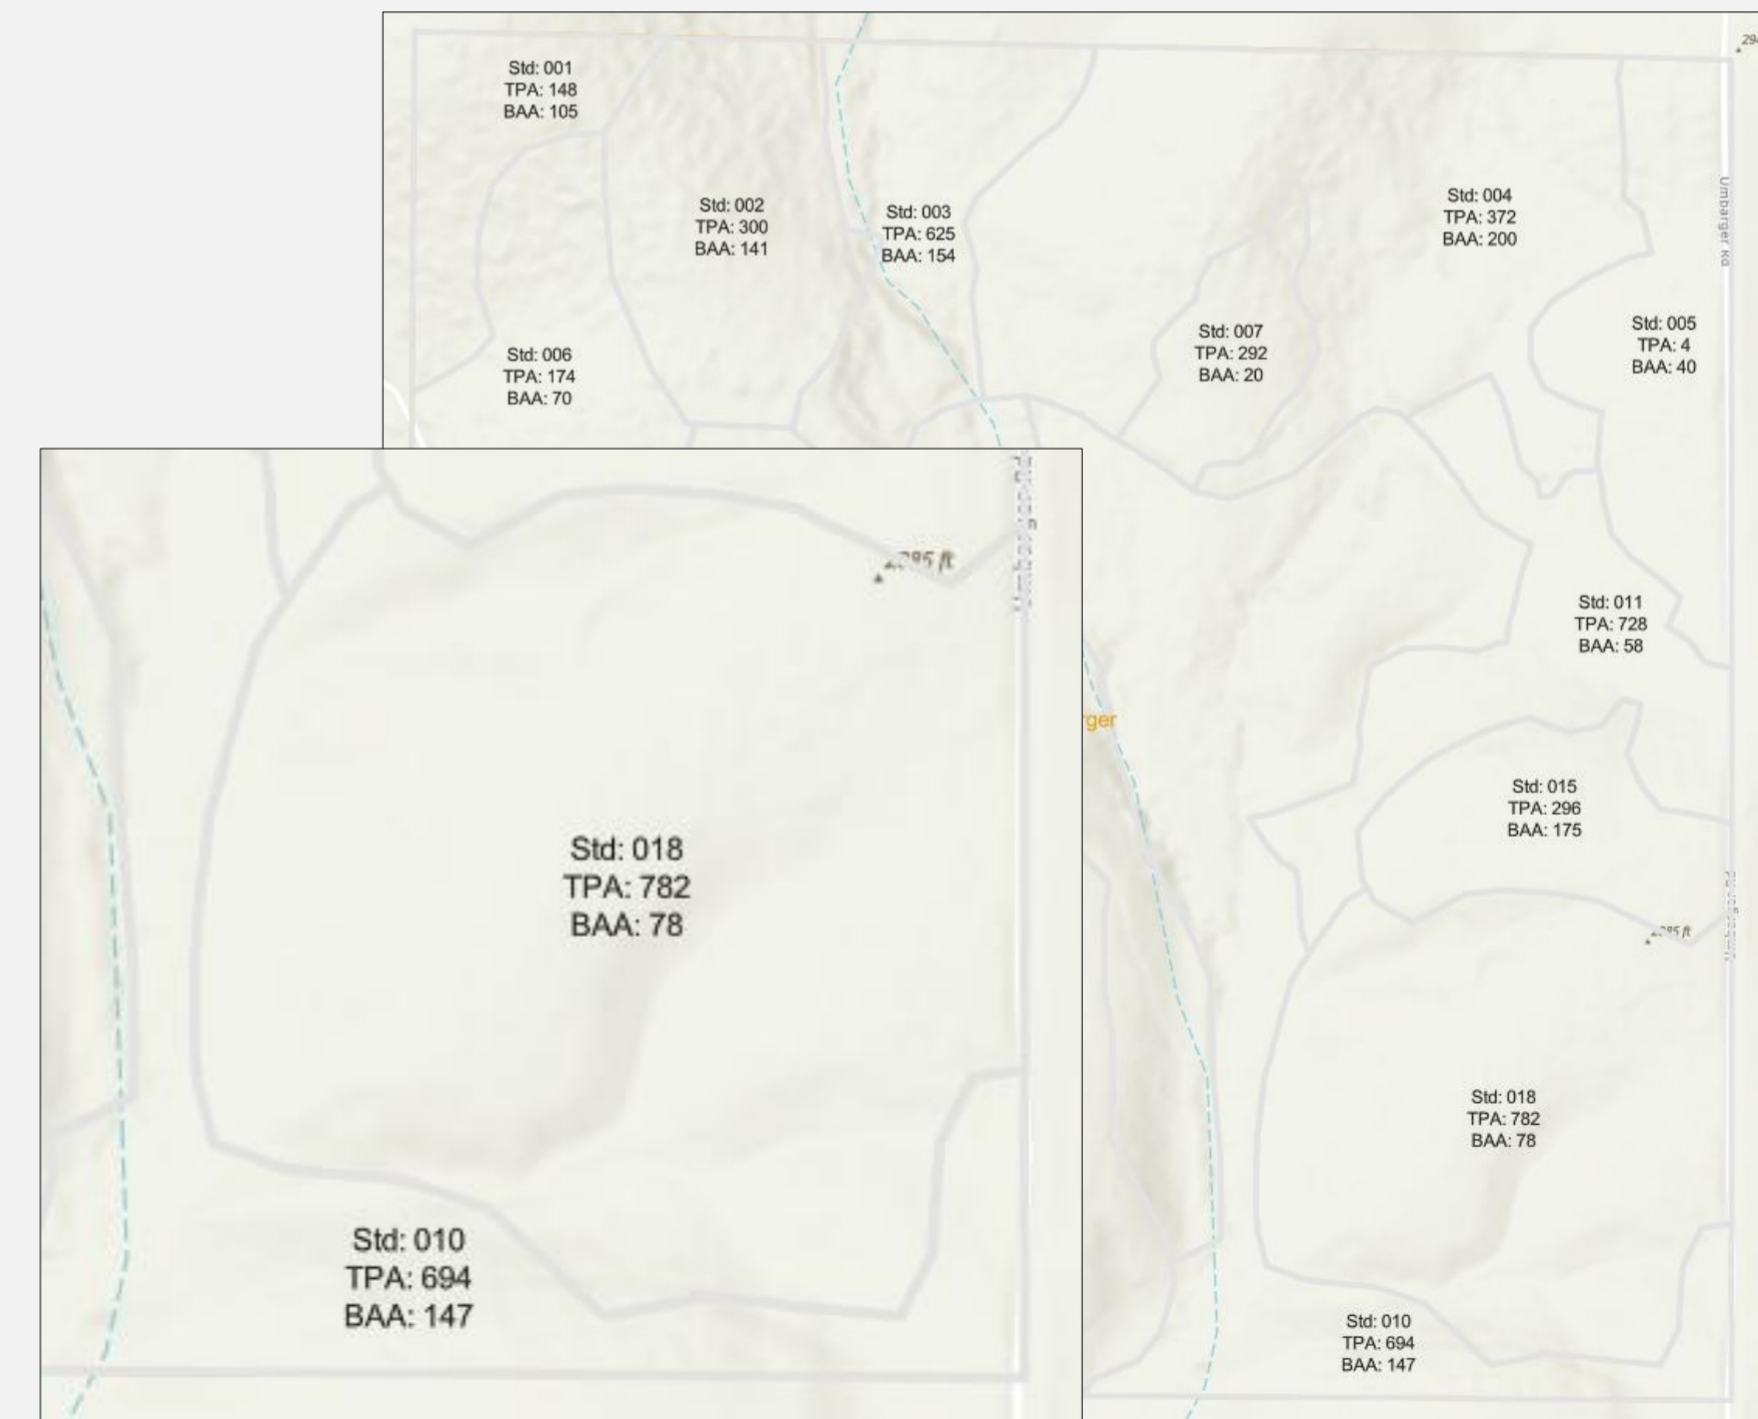 Std: 001
TPA: 148
BAA: 105
Std: 002
TPA: 300
BAA: 141
Std: 003
TPA: 625
BAA: 154
Std: 004
TPA: 372
BAA: 200
Umbarger Rd
Std: 005
TPA: 4
BAA: 40
Std: 007
TPA: 292
BAA: 20
Std: 006
TPA: 174
BAA: 70
Std: 011
TPA: 728
BAA: 58
ger
Std: 015
TPA: 296
BAA: 175
Std: 018
TPA: 782
BAA: 78
Std: 010
TPA: 694
BAA: 147
Std: 018
TPA: 782
BAA: 78
Std: 010
TPA: 694
BAA: 147